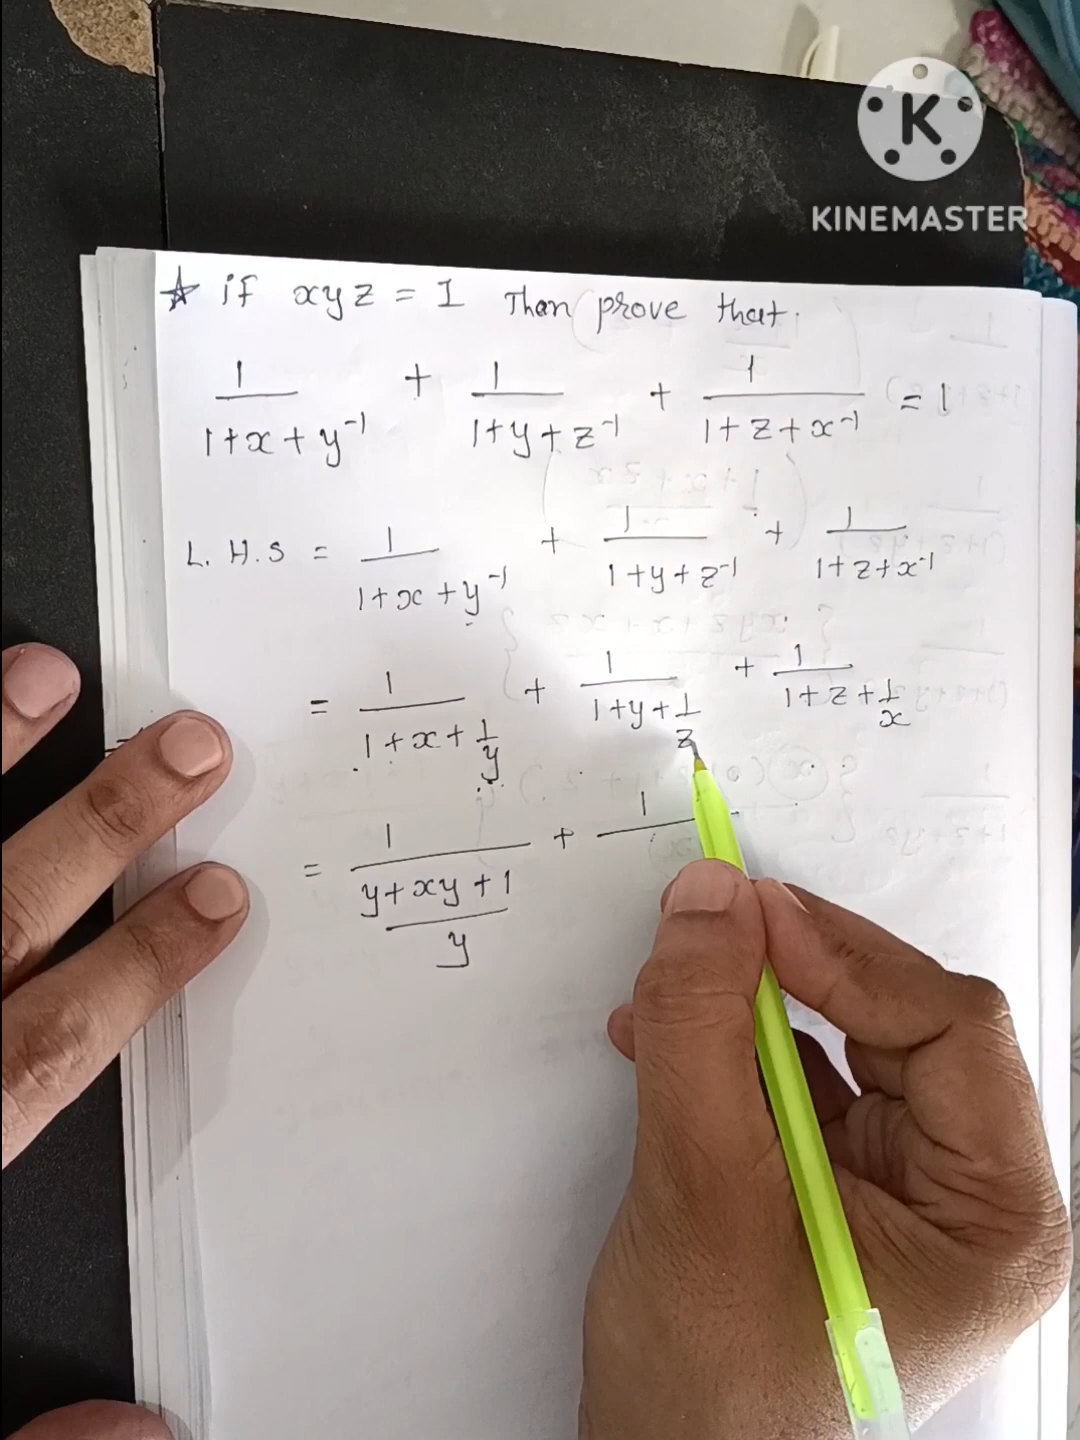 K
KINEMASTER
☆ if xyz = 1 Then prove that.
1/(1+x+y⁻¹) + 1/(1+y+z⁻¹) + 1/(1+z+x⁻¹) = 1
L.H.S = 1/(1+x+y⁻¹) + 1/(1+y+z⁻¹) + 1/(1+z+x⁻¹)
= 1/(1+x+1/y) + 1/(1+y+1/z) + 1/(1+z+1/x)
= 1/((y+xy+1)/y) + 1/